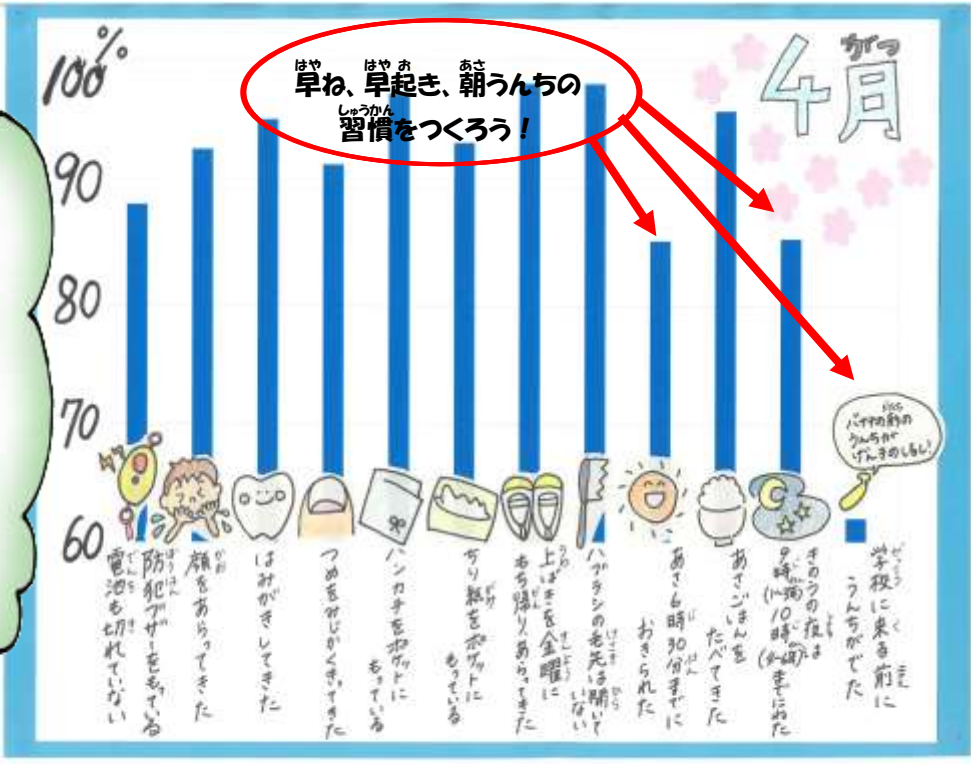 %
100
90
80
70
60
早ね、早起き、朝うんちの
習慣をつくろう！
4月
がつ
バナナの形の
うんちが
げんきのしるし!
学校に来る前に
うんちがでた
きのうの夜は
9時10時までにねた
あさごはんを
たべてきた
あさ6時30分までに
おきられた
ハブラシの毛先は開いて
いない
上ばきを金曜に
もち帰り、あらってきた
ちり紙をポケットに
もっている
ハンカチをポケットに
もっている
つめをみじかくきってきた
はみがきしてきた
顔をあらってきた
防犯ブザーをもっている
電池も切れていない